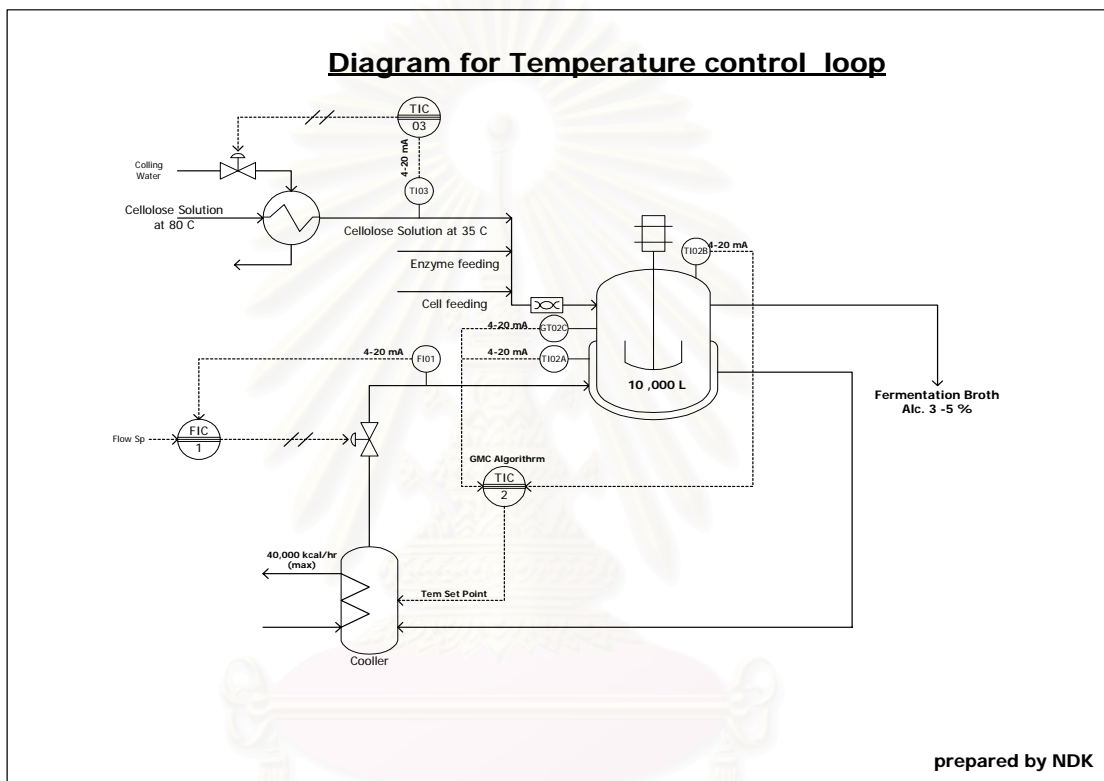 Diagram for Temperature control loop
TIC
03
4-20 mA
Colling
Water
TI03
Cellolose Solution
at 80 C
Cellolose Solution at 35 C
Enzyme feeding
Cell feeding
TI02B
4-20 mA
4-20 mA
GT02C
4-20 mA
TI02A
4-20 mA
FI01
10 ,000 L
Fermentation Broth
Alc. 3 -5 %
Flow Sp
FIC
1
GMC Algorithrm
TIC
2
40,000 kcal/hr
(max)
Tem Set Point
Cooller
prepared by NDK